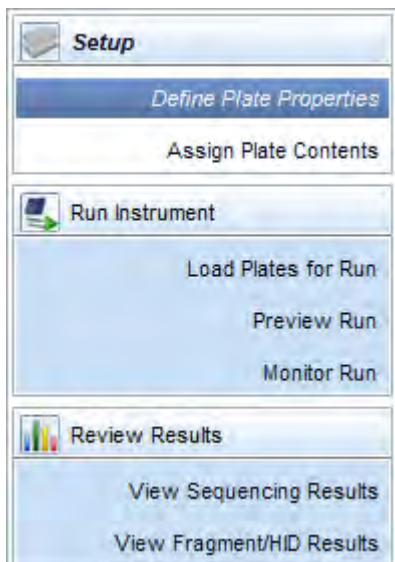 Setup
Define Plate Properties
Assign Plate Contents
Run Instrument
Load Plates for Run
Preview Run
Monitor Run
Review Results
View Sequencing Results
View Fragment/HID Results